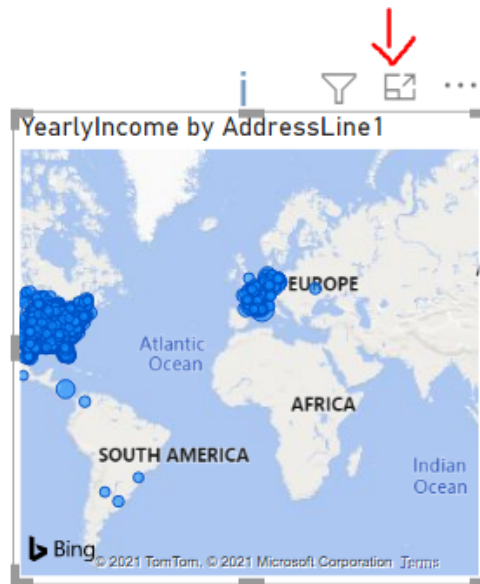 YearlyIncome by AddressLine1
EUROPE
Atlantic
Ocean
AFRICA
SOUTH AMERICA
Indian
Ocean
Bing
© 2021 TomTom, © 2021 Microsoft Corporation Terms